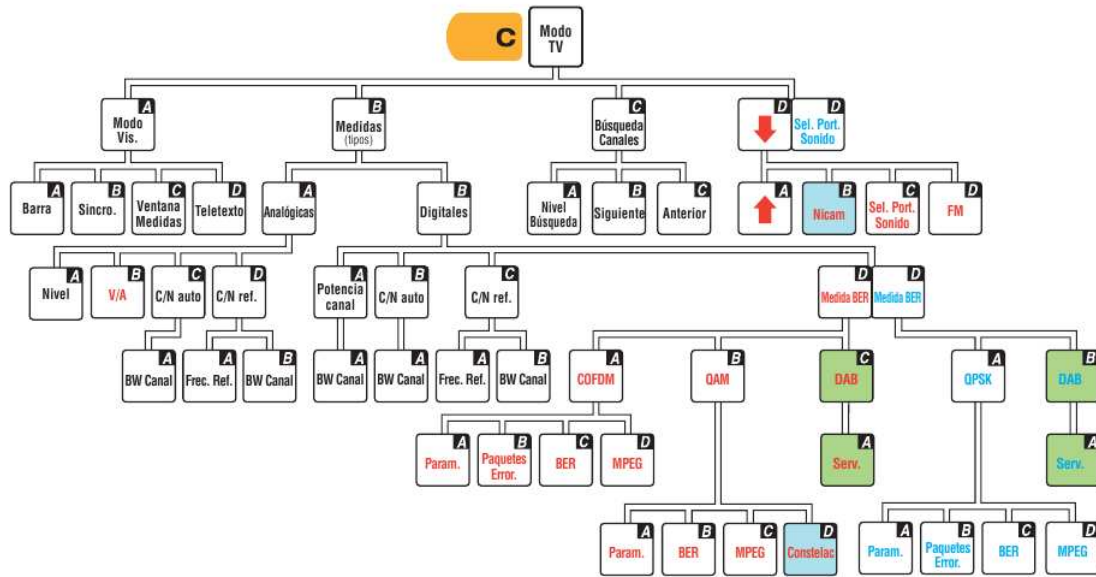 C
Modo
TV
A
Modo
Vis.
B
Medidas
(tipos)
C
Búsqueda
Canales
D
D
Sel. Port.
Sonido
A
Barra
B
Sincro.
C
Ventana
Medidas
D
Teletexto
A
Analógicas
B
Digitales
A
Nivel
Búsqueda
B
Siguiente
C
Anterior
A
B
Nicam
C
Sel. Port.
Sonido
D
FM
A
Nivel
B
V/A
C
C/N auto
D
C/N ref.
A
Potencia
canal
B
C/N auto
C
C/N ref.
D
Medida BER
D
Medida BER
A
BW Canal
A
Frec. Ref.
B
BW Canal
A
BW Canal
A
BW Canal
A
Frec. Ref.
B
BW Canal
A
COFDM
B
QAM
C
DAB
A
QPSK
B
DAB
A
Param.
B
Paquetes
Error.
C
BER
D
MPEG
A
Serv.
A
Serv.
A
Param.
B
BER
C
MPEG
D
Constelac
A
Param.
B
Paquetes
Error.
C
BER
D
MPEG